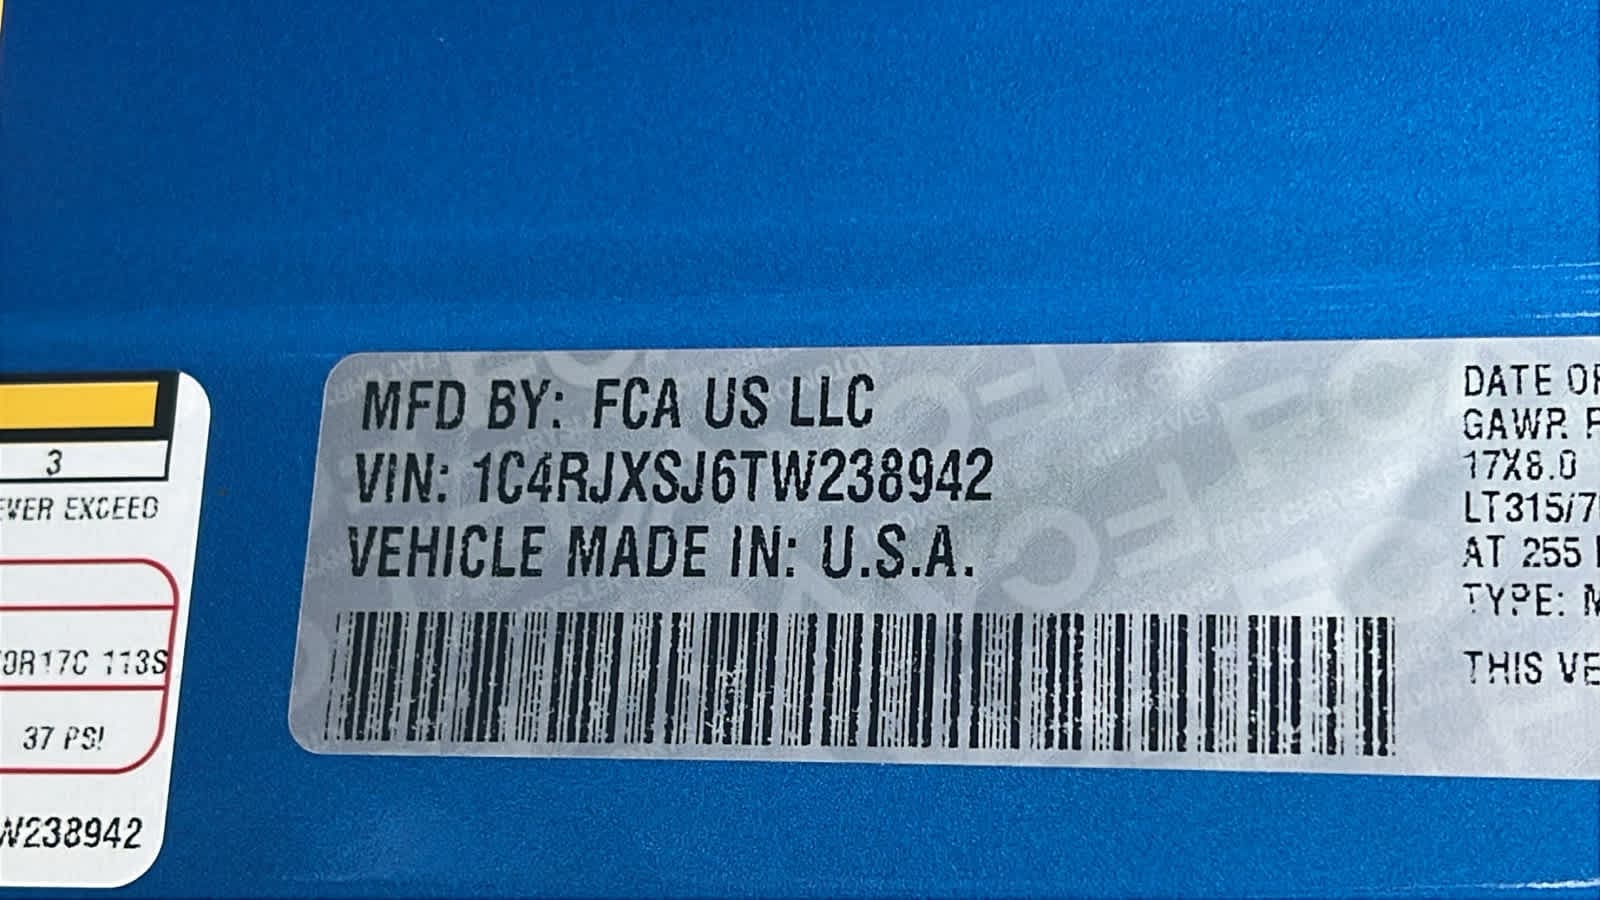 3
EVER EXCEED
0R17C 113S
37 PSI
W238942
MFD BY: FCA US LLC
VIN: 1C4RJXSJ6TW238942
VEHICLE MADE IN: U.S.A.
DATE OF
GAWR
17X8.0
LT315/7
AT 255
TYPE: M
THIS VE